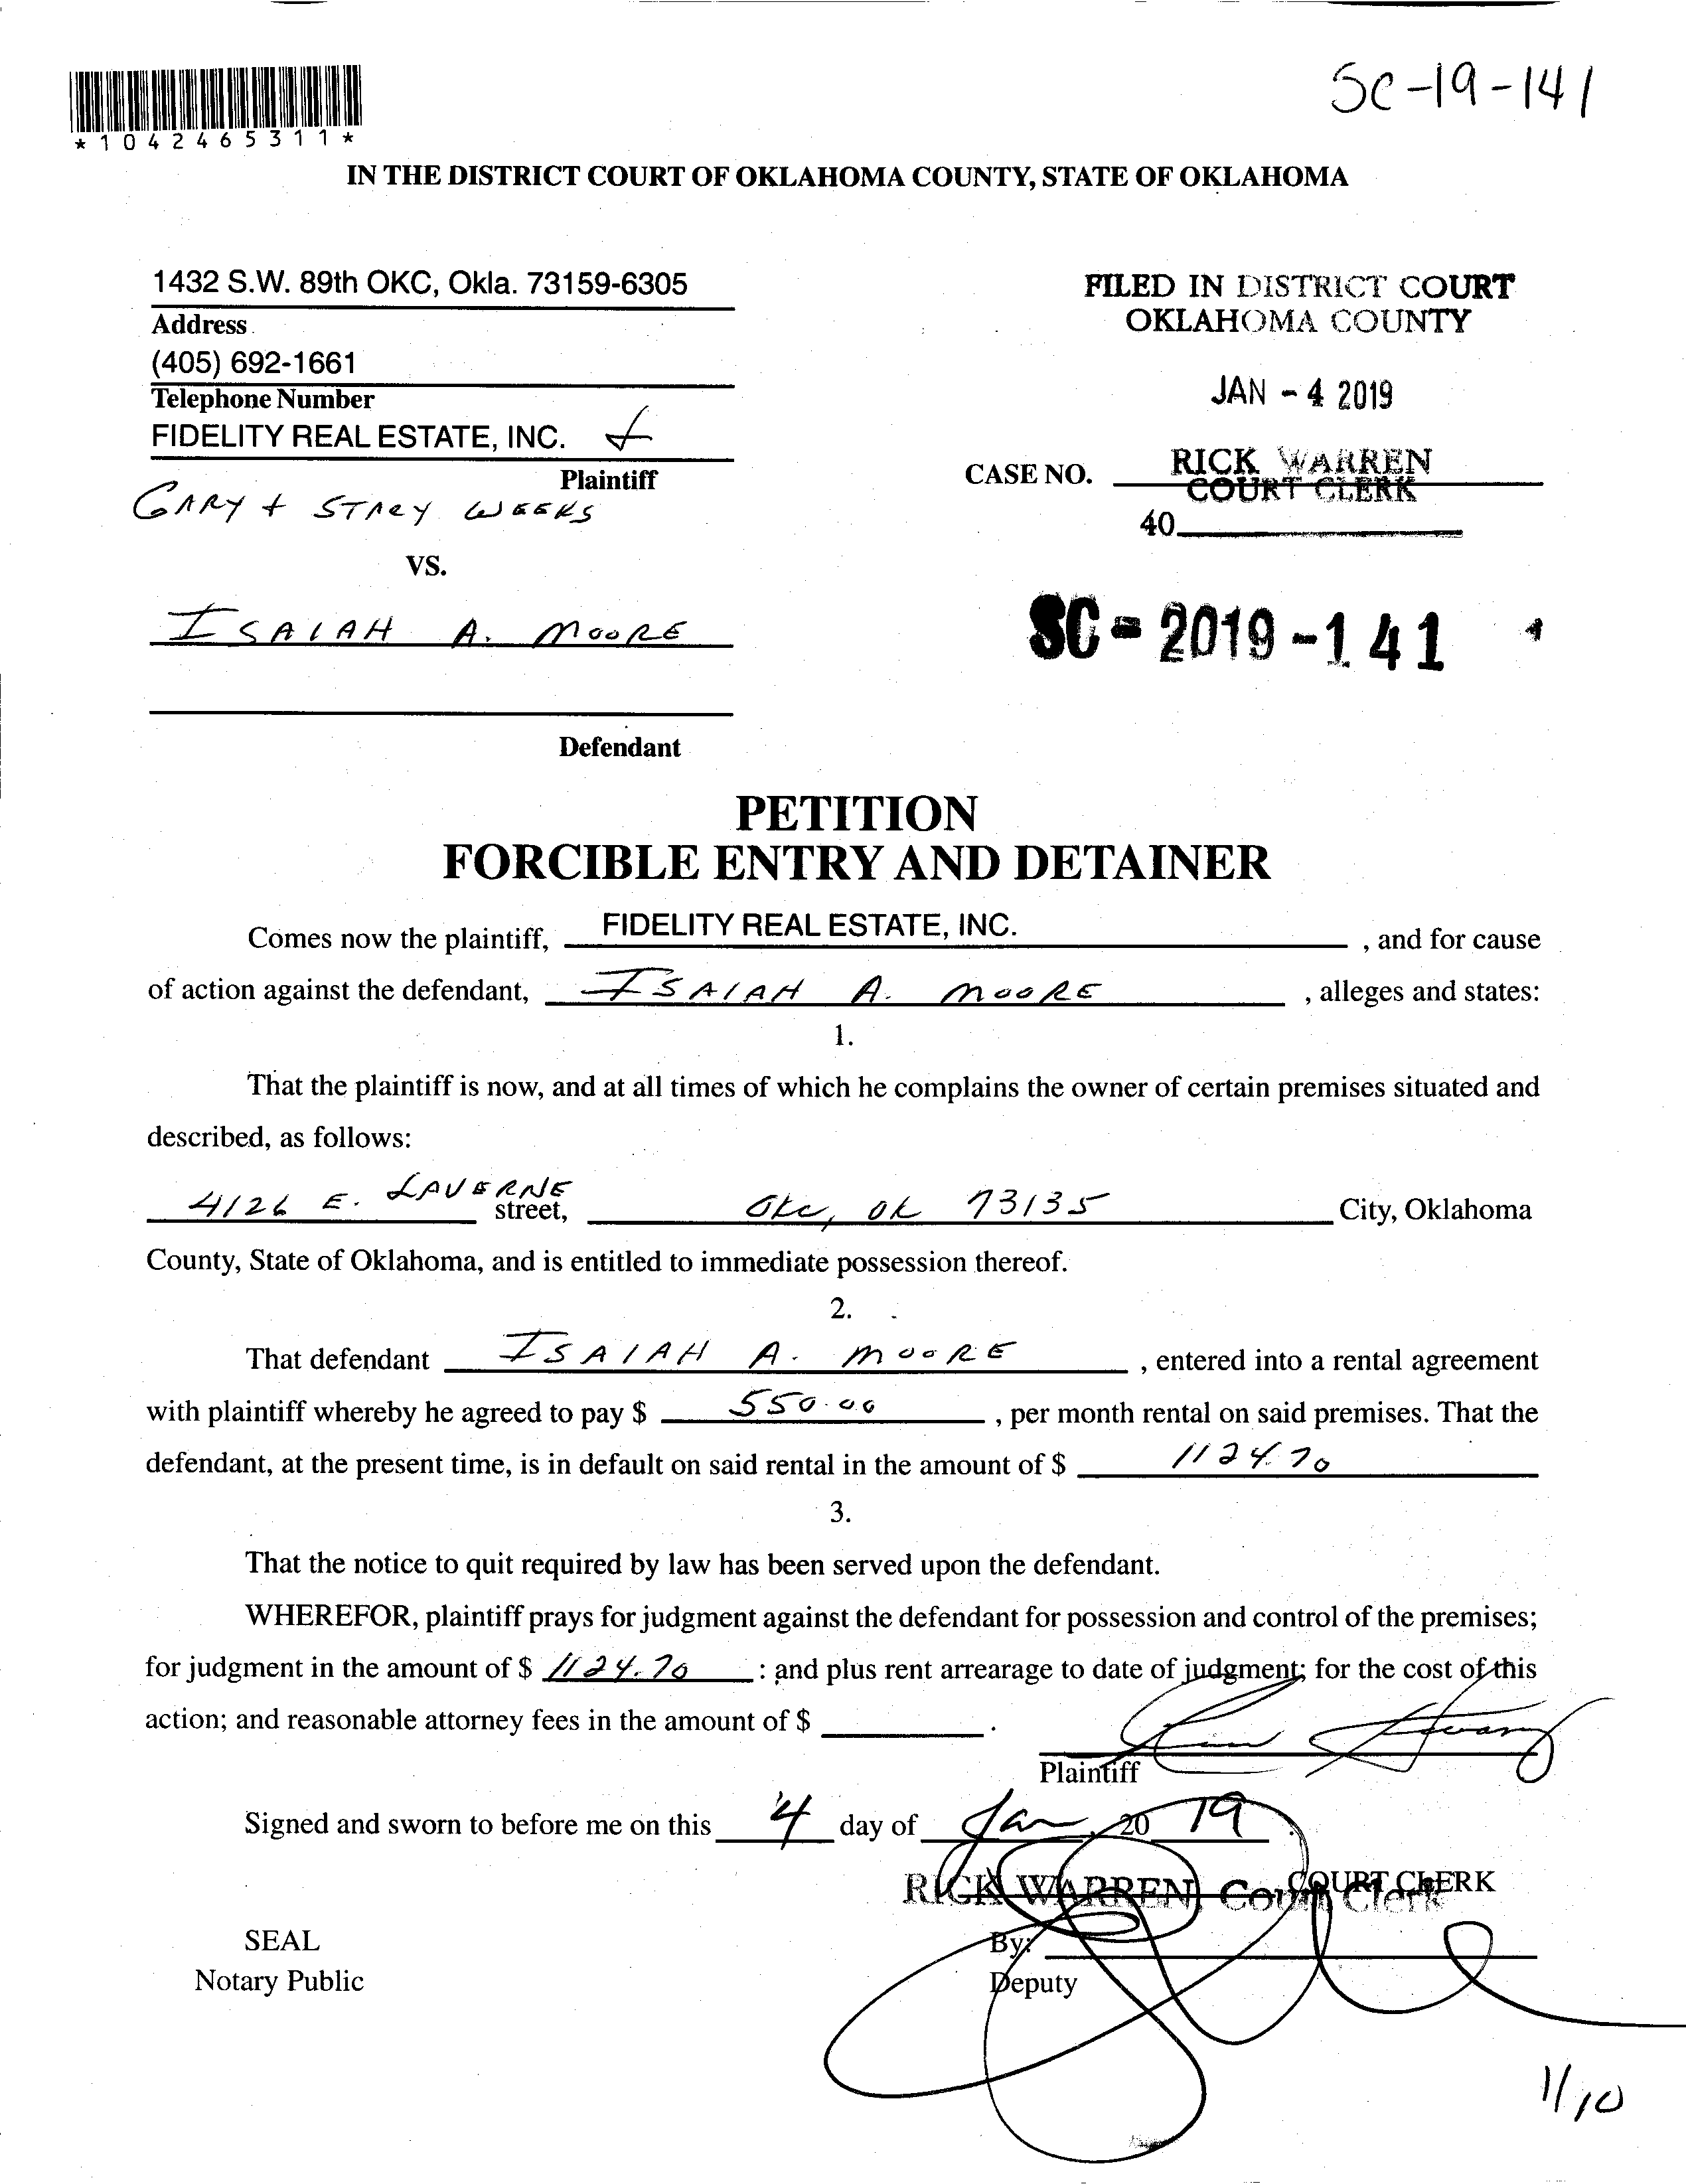 SC-19-141
*1042465311*
IN THE DISTRICT COURT OF OKLAHOMA COUNTY, STATE OF OKLAHOMA
1432 S.W. 89th OKC, Okla. 73159-6305
Address
(405) 692-1661
Telephone Number
FIDELITY REAL ESTATE, INC. +
Plaintiff
GARY + STACY WEEKS
VS.
ISAIAH A. MOORE
Defendant
FILED IN DISTRICT COURT
OKLAHOMA COUNTY
JAN - 4 2019
RICK WARREN
CASE NO.
COURT CLERK
40
SC - 2019 - 141
PETITION
FORCIBLE ENTRY AND DETAINER
Comes now the plaintiff, FIDELITY REAL ESTATE, INC. , and for cause
of action against the defendant, ISAIAH A. MOORE , alleges and states:
1.
That the plaintiff is now, and at all times of which he complains the owner of certain premises situated and
described, as follows:
4126 E. LAVERNE street, OKC, OK 73135 City, Oklahoma
County, State of Oklahoma, and is entitled to immediate possession thereof.
2.
That defendant ISAIAH A. MOORE , entered into a rental agreement
with plaintiff whereby he agreed to pay $ 550.00 , per month rental on said premises. That the
defendant, at the present time, is in default on said rental in the amount of $ 1124.70
3.
That the notice to quit required by law has been served upon the defendant.
WHEREFOR, plaintiff prays for judgment against the defendant for possession and control of the premises;
for judgment in the amount of $ 1124.70 : and plus rent arrearage to date of judgment; for the cost of this
action; and reasonable attorney fees in the amount of $ .
Plaintiff
Signed and sworn to before me on this 4 day of Jan , 20 19 .
COURT CLERK
RICK WARREN, Court Clerk
SEAL
By:
Notary Public
Deputy
1/10